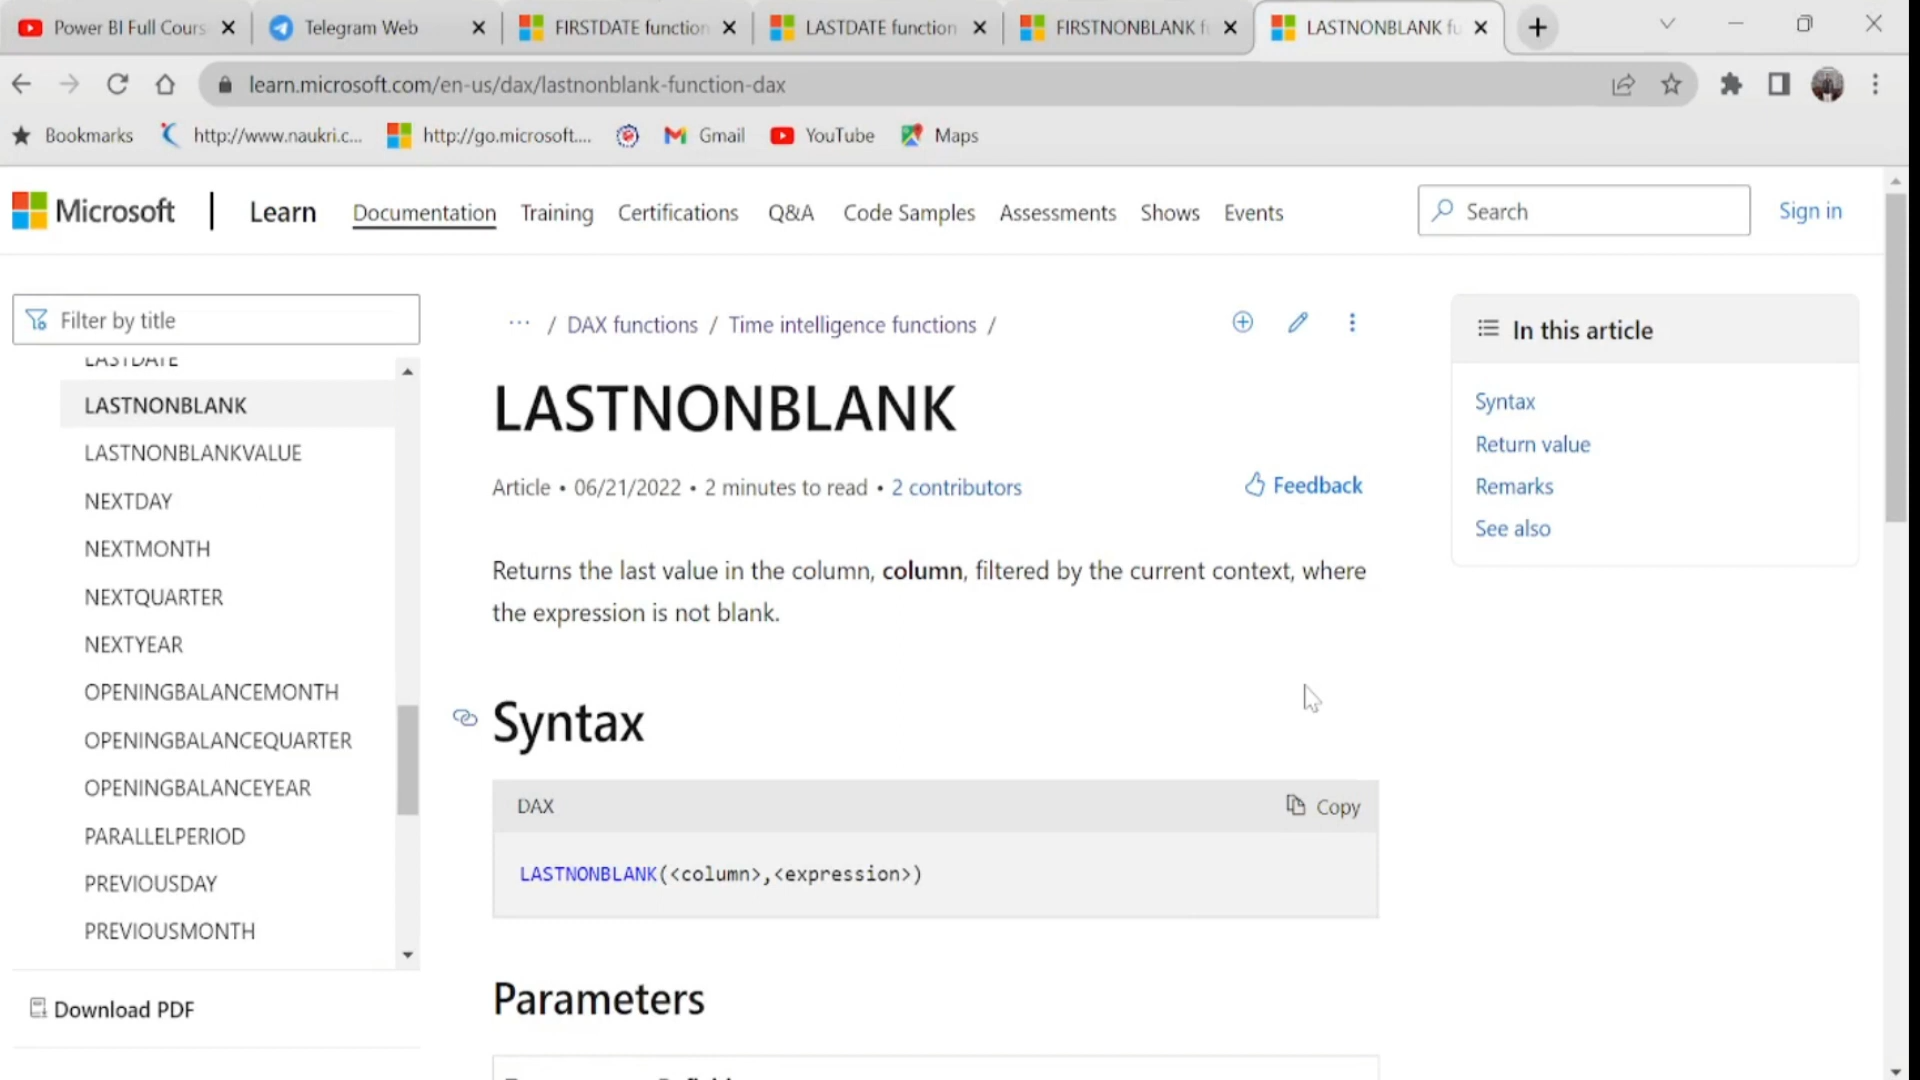 Power BI Full Cours
Telegram Web
FIRSTDATE function
LASTDATE function
FIRSTNONBLANK f
LASTNONBLANK fu
learn.microsoft.com/en-us/dax/lastnonblank-function-dax
Bookmarks
http://www.naukri.c...
http://go.microsoft....
Gmail
YouTube
Maps
Microsoft
Learn
Documentation
Training
Certifications
Q&A
Code Samples
Assessments
Shows
Events
Search
Sign in
Filter by title
LASTDATE
LASTNONBLANK
LASTNONBLANKVALUE
NEXTDAY
NEXTMONTH
NEXTQUARTER
NEXTYEAR
OPENINGBALANCEMONTH
OPENINGBALANCEQUARTER
OPENINGBALANCEYEAR
PARALLELPERIOD
PREVIOUSDAY
PREVIOUSMONTH
Download PDF
··· / DAX functions / Time intelligence functions /
LASTNONBLANK
Article • 06/21/2022 • 2 minutes to read • 2 contributors
Feedback
Returns the last value in the column, column, filtered by the current context, where
the expression is not blank.
Syntax
DAX
Copy
LASTNONBLANK(<column>,<expression>)
Parameters
In this article
Syntax
Return value
Remarks
See also